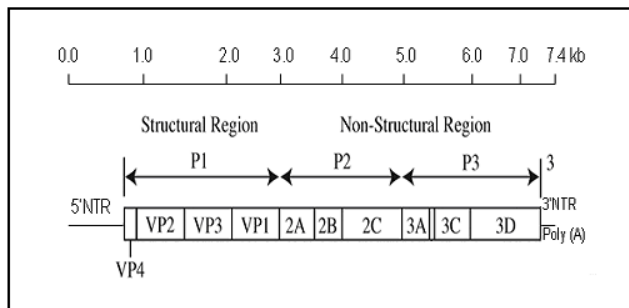 0.0 1.0 2.0 3.0 4.0 5.0 6.0 7.0 7.4 kb
Structural Region Non-Structural Region
P1 P2 P3 3
5'NTR 3'NTR
VP2 VP3 VP1 2A 2B 2C 3A 3C 3D Poly (A)
VP4